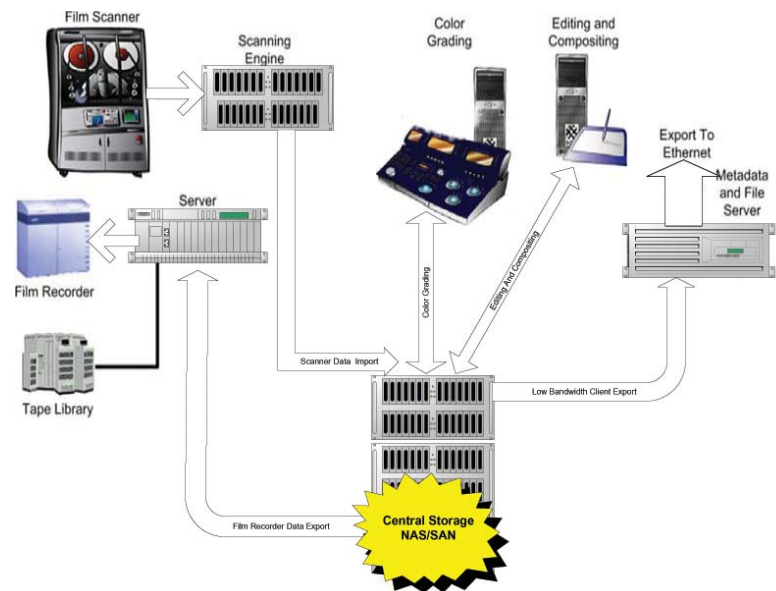 Film Scanner
Scanning
Engine
Color
Grading
Editing and
Compositing
Export To
Ethernet
Metadata
and File
Server
Server
Film Recorder
Tape Library
Color Grading
Editing And Compositing
Scanner Data Import
Low Bandwidth Client Export
Film Recorder Data Export
Central Storage
NAS/SAN